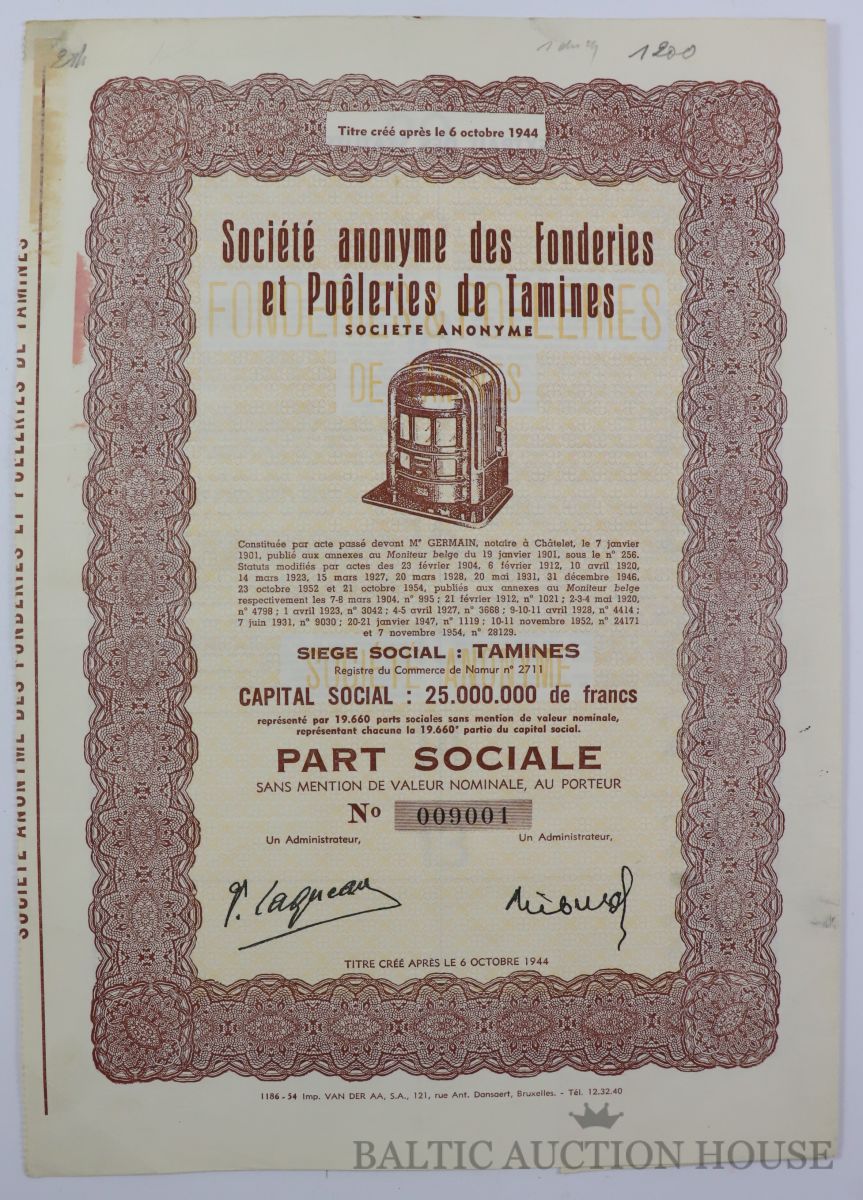 1200
Titre créé après le 6 octobre 1944
Société anonyme des Fonderies
et Poêleries de Tamines
SOCIETE ANONYME
FONDERIES & POELERIES
DE TAMINES
Constituée par acte passé devant Me GERMAIN, notaire à Châtelet, le 7 janvier
1901, publié aux annexes au Moniteur belge du 19 janvier 1901, sous le n° 256.
Statuts modifiés par actes des 23 février 1904, 6 février 1912, 10 avril 1920,
14 mars 1923, 15 mars 1927, 20 mars 1928, 20 mai 1931, 31 décembre 1946,
23 octobre 1952 et 21 octobre 1954, publiés aux annexes au Moniteur belge
respectivement les 7-8 mars 1904, n° 995 ; 21 février 1912, n° 1021 ; 2-3-4 mai 1920,
n° 4798 ; 1 avril 1923, n° 3042 ; 4-5 avril 1927, n° 3668 ; 9-10-11 avril 1928, n° 4414 ;
7 juin 1931, n° 9030 ; 20-21 janvier 1947, n° 1119 ; 10-11 novembre 1952, n° 24171
et 7 novembre 1954, n° 28129.
SIEGE SOCIAL : TAMINES
SOCIÉTÉ ANONYME
Registre du Commerce de Namur n° 2711
CAPITAL SOCIAL : 25.000.000 de francs
représenté par 19.660 parts sociales sans mention de valeur nominale,
représentant chacune la 19.660e partie du capital social.
PART SOCIALE
SANS MENTION DE VALEUR NOMINALE, AU PORTEUR
No 009001
Un Administrateur,
Un Administrateur,
TITRE CRÉÉ APRÈS LE 6 OCTOBRE 1944
1186 - 54 Imp. VAN DER AA, S.A., 121, rue Ant. Dansaert, Bruxelles. - Tél. 12.32.40
SOCIETE ANONYME DES FONDERIES ET POELERIES DE TAMINES
BALTIC AUCTION HOUSE